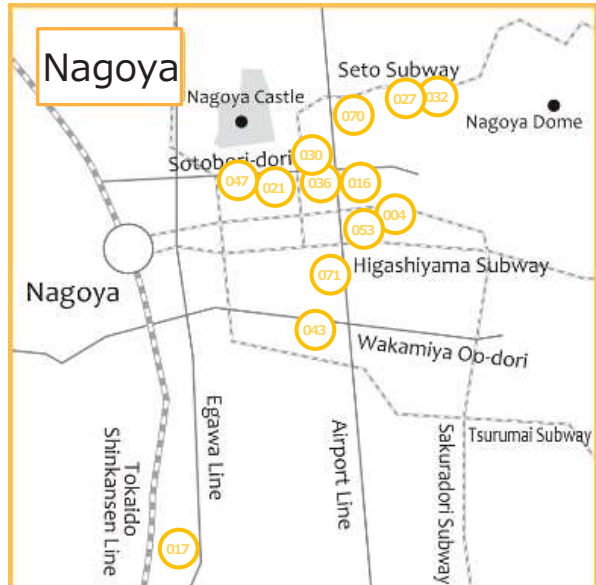 Nagoya
Seto Subway
Nagoya Castle
027
032
070
Nagoya Dome
030
Sotobori-dori
047
021
036
016
004
053
Higashiyama Subway
071
Nagoya
043
Wakamiya Oo-dori
Egawa Line
Airport Line
Sakuradori Subway
Tsurumai Subway
Tokaido
Shinkansen Line
017